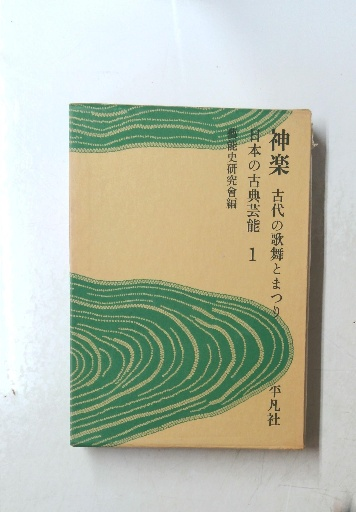 神楽 古代の歌舞とまつり 平凡社
日本の古典芸能 1
藝能史研究會編